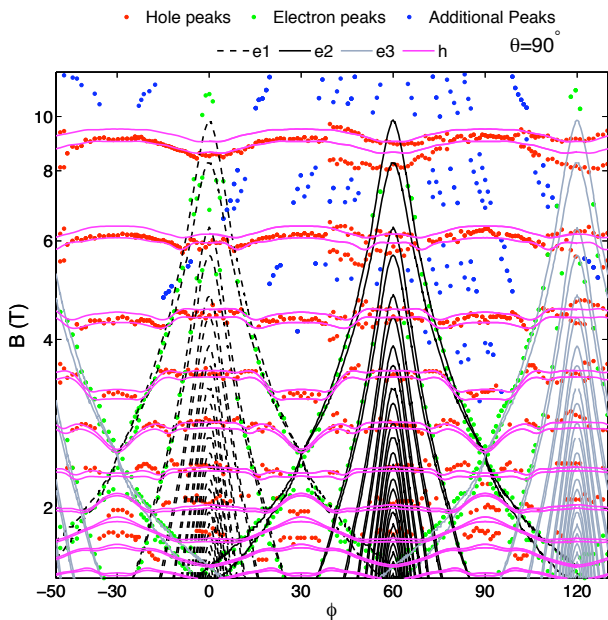 Hole peaks Electron peaks Additional Peaks
e1 e2 e3 h θ=90°
10
8
6
4
2
B (T)
−50 −30 0 30 60 90 120
ϕ